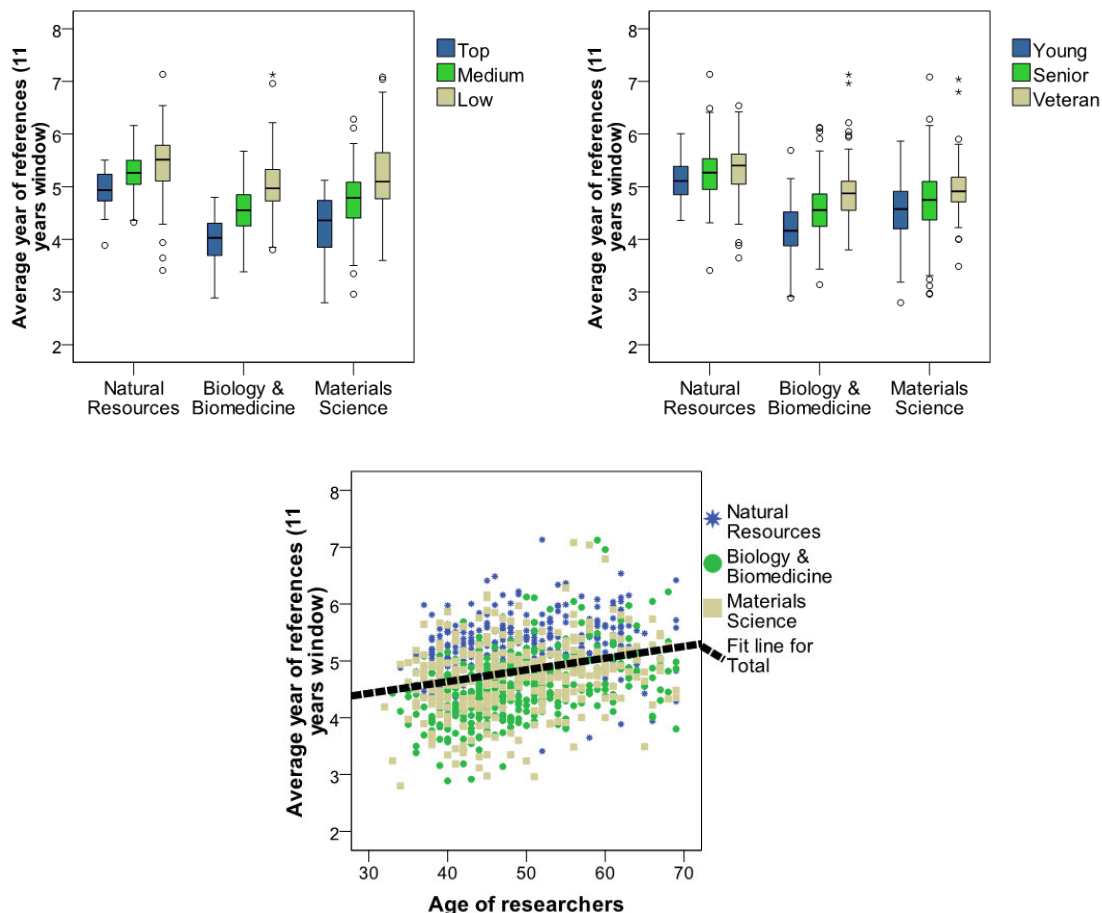 8
7
6
5
4
3
2
Average year of references (11
years window)
Natural
Resources
Biology &
Biomedicine
Materials
Science
Top
Medium
Low
8
7
6
5
4
3
2
Average year of references (11
years window)
Natural
Resources
Biology &
Biomedicine
Materials
Science
Young
Senior
Veteran
8
7
6
5
4
3
2
Average year of references (11
years window)
30 40 50 60 70
Age of researchers
Natural
Resources
Biology &
Biomedicine
Materials
Science
Fit line for
Total